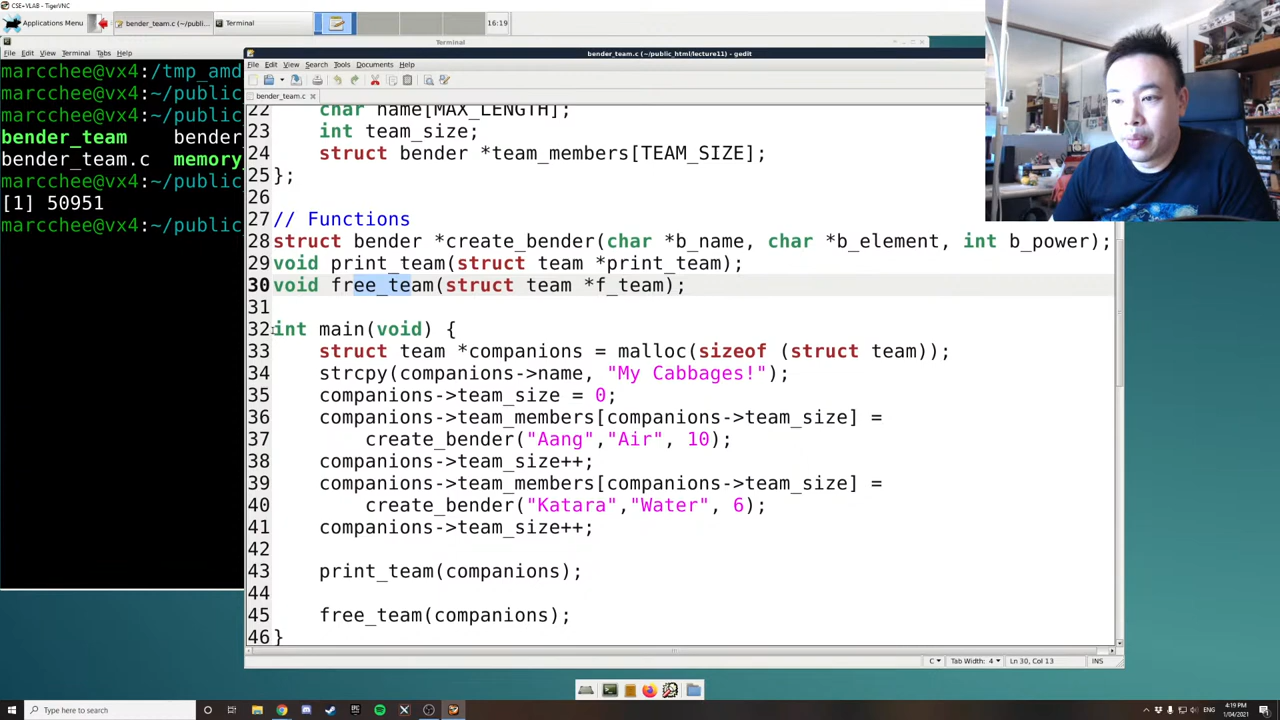 CSE+VLAB - TigerVNC
Applications Menu
bender_team.c (~/publi...
Terminal
16:19
Terminal
File Edit View Terminal Tabs Help
marcchee@vx4:/tmp_amd
marcchee@vx4:~/public
marcchee@vx4:~/public
bender_team bender
bender_team.c memory
marcchee@vx4:~/public
[1] 50951
marcchee@vx4:~/public
bender_team.c (~/public_html/lecture11) - gedit
File Edit View Search Tools Documents Help
bender_team.c
22 char name[MAX_LENGTH];
23 int team_size;
24 struct bender *team_members[TEAM_SIZE];
25 };
26
27 // Functions
28 struct bender *create_bender(char *b_name, char *b_element, int b_power);
29 void print_team(struct team *print_team);
30 void free_team(struct team *f_team);
31
32 int main(void) {
33 struct team *companions = malloc(sizeof (struct team));
34 strcpy(companions->name, "My Cabbages!");
35 companions->team_size = 0;
36 companions->team_members[companions->team_size] =
37 create_bender("Aang","Air", 10);
38 companions->team_size++;
39 companions->team_members[companions->team_size] =
40 create_bender("Katara","Water", 6);
41 companions->team_size++;
42
43 print_team(companions);
44
45 free_team(companions);
46 }
C Tab Width: 4 Ln 30, Col 13 INS
Type here to search
ENG
4:19 PM
1/04/2021